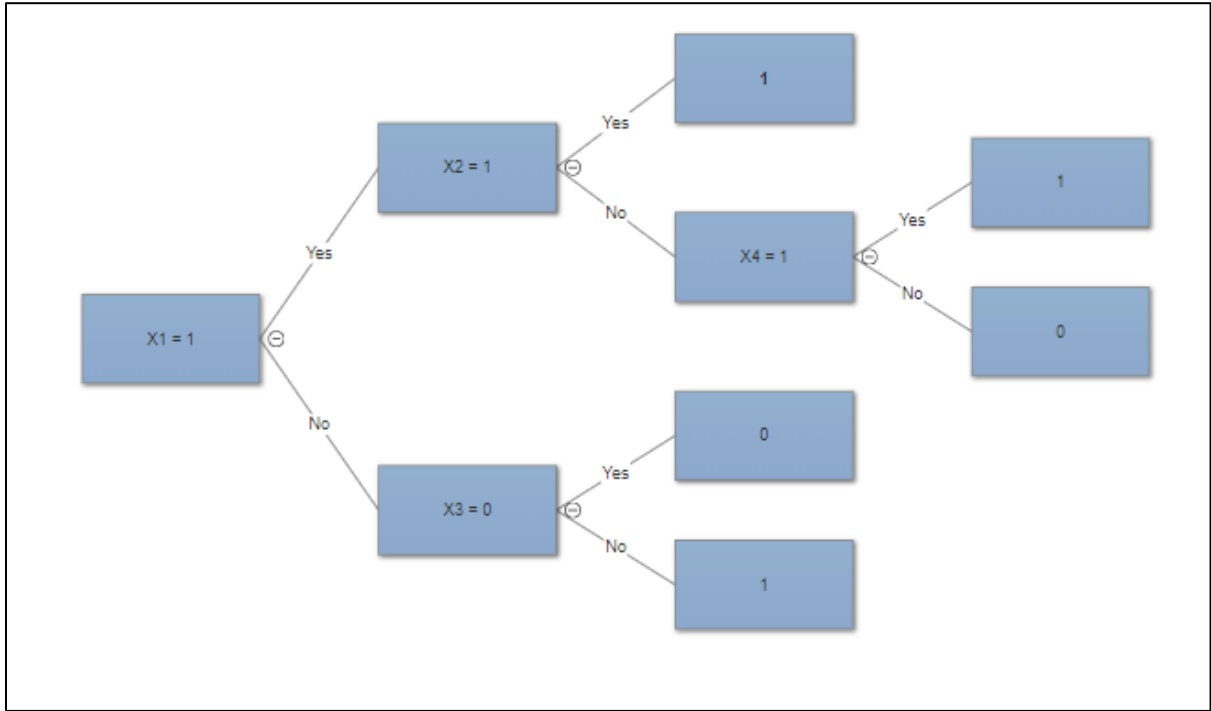 1
Yes
X2 = 1
No
1
Yes
X4 = 1
No
0
Yes
X1 = 1
No
0
Yes
X3 = 0
No
1